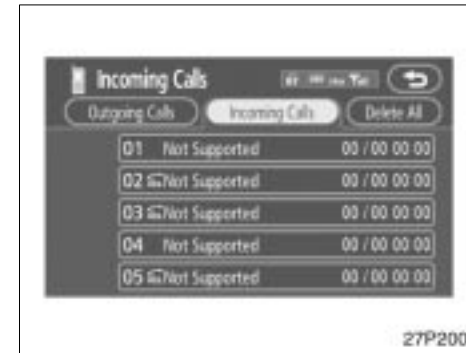 Incoming Calls
Outgoing Calls Incoming Calls Delete All
01 Not Supported 00 / 00 00 00
02 Not Supported 00 / 00 00 00
03 Not Supported 00 / 00 00 00
04 Not Supported 00 / 00 00 00
05 Not Supported 00 / 00 00 00
27P200